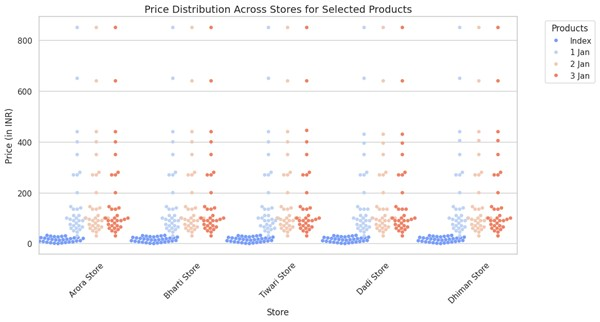 Price Distribution Across Stores for Selected Products
Products
Index
1 Jan
2 Jan
3 Jan
Price (in INR)
800
600
400
200
0
Arora Store
Bharti Store
Tiwari Store
Dadi Store
Dhiman Store
Store